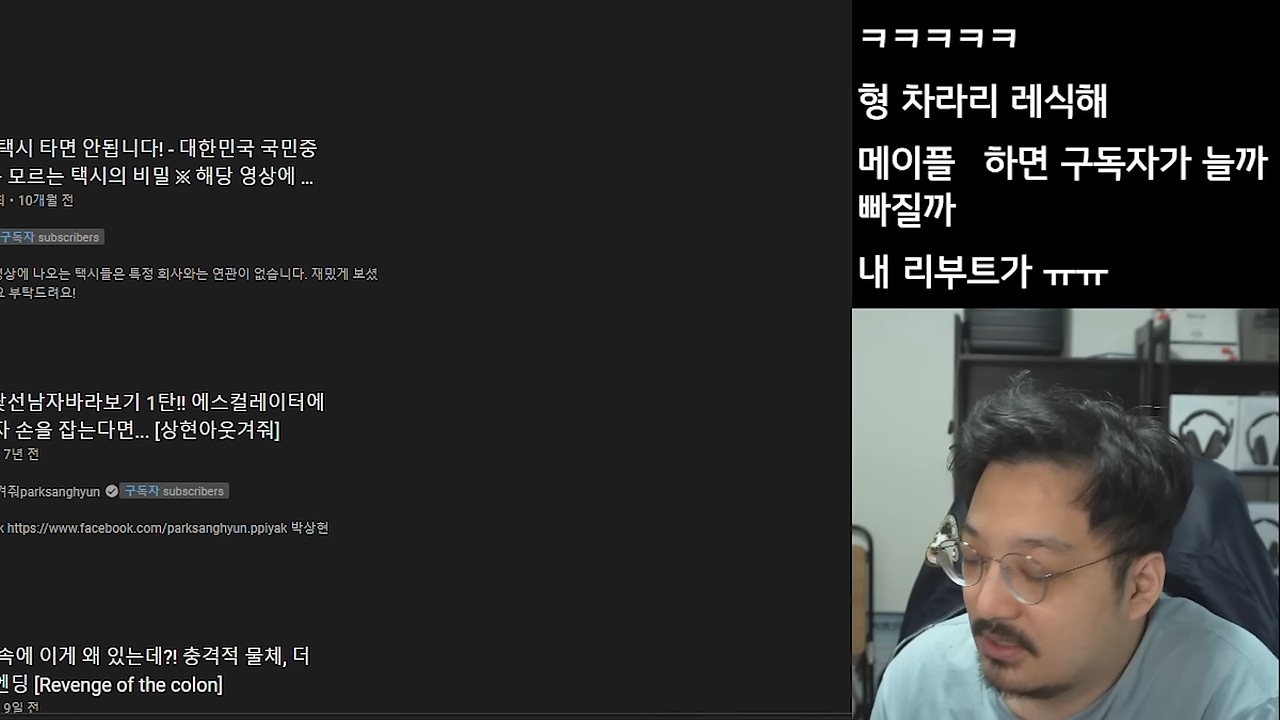 택시 타면 안됩니다! - 대한민국 국민중
모르는 택시의 비밀 ※ 해당 영상에 ...
• 10개월 전
구독자 subscribers
영상에 나오는 택시들은 특정 회사와는 연관이 없습니다. 재밌게 보셨
부탁드려요!
낯선남자바라보기 1탄!! 에스컬레이터에
손을 잡는다면... [상현아웃겨줘]
7년 전
겨줘parksanghyun 구독자 subscribers
https://www.facebook.com/parksanghyun.ppiyak 박상현
속에 이게 왜 있는데?! 충격적 물체, 더
엔딩 [Revenge of the colon]
9일 전
ㅋㅋㅋㅋㅋ
형 차라리 레식해
메이플 하면 구독자가 늘까
빠질까
내 리부트가 ㅠㅠ